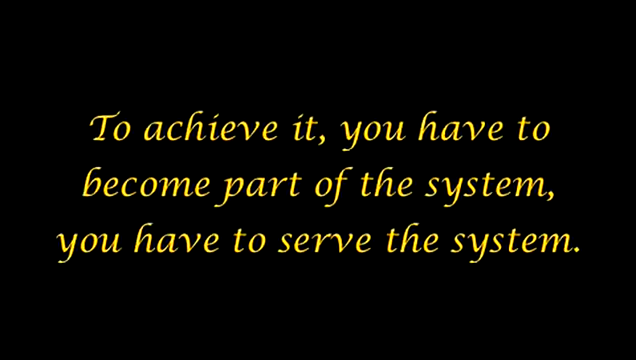 To achieve it, you have to
become part of the system,
you have to serve the system.